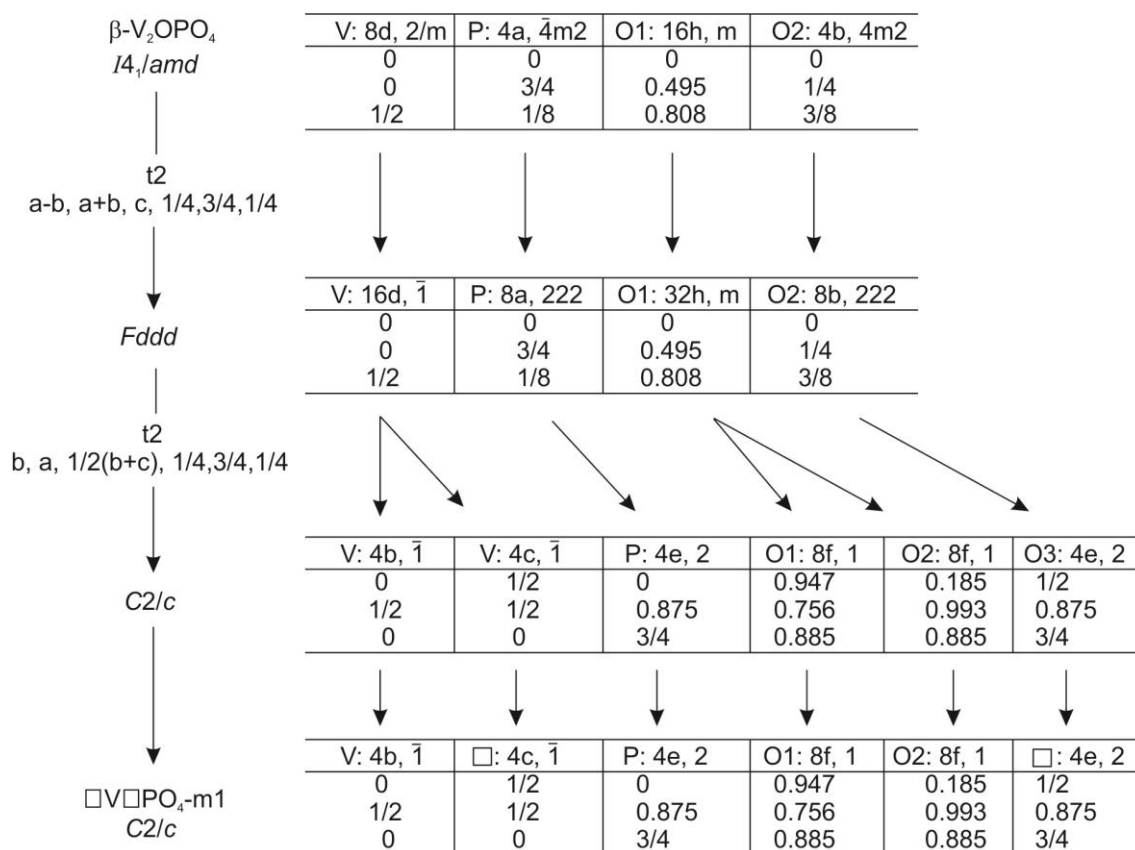 β-V₂OPO₄
I4₁/amd
V: 8d, 2/m P: 4a, 4̄m2 O1: 16h, m O2: 4b, 4m2
0 0 0 0
0 3/4 0.495 1/4
1/2 1/8 0.808 3/8
t2
a-b, a+b, c, 1/4,3/4,1/4
Fddd
V: 16d, 1̄ P: 8a, 222 O1: 32h, m O2: 8b, 222
0 0 0 0
0 3/4 0.495 1/4
1/2 1/8 0.808 3/8
t2
b, a, 1/2(b+c), 1/4,3/4,1/4
C2/c
V: 4b, 1̄ V: 4c, 1̄ P: 4e, 2 O1: 8f, 1 O2: 8f, 1 O3: 4e, 2
0 1/2 0 0.947 0.185 1/2
1/2 1/2 0.875 0.756 0.993 0.875
0 0 3/4 0.885 0.885 3/4
□V□PO₄-m1
C2/c
V: 4b, 1̄ □: 4c, 1̄ P: 4e, 2 O1: 8f, 1 O2: 8f, 1 □: 4e, 2
0 1/2 0 0.947 0.185 1/2
1/2 1/2 0.875 0.756 0.993 0.875
0 0 3/4 0.885 0.885 3/4